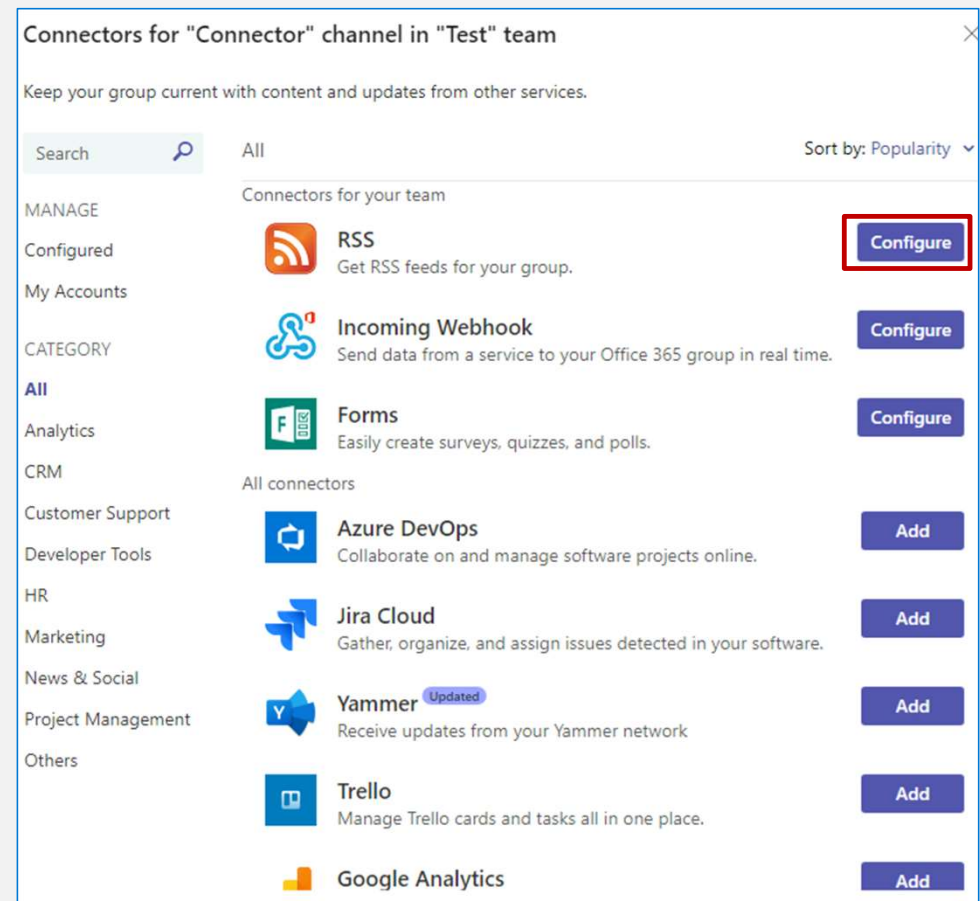 Connectors for "Connector" channel in "Test" team
Keep your group current with content and updates from other services.
Search
All
Sort by: Popularity
MANAGE
Configured
My Accounts
CATEGORY
All
Analytics
CRM
Customer Support
Developer Tools
HR
Marketing
News & Social
Project Management
Others
Connectors for your team
RSS
Get RSS feeds for your group.
Configure
Incoming Webhook
Send data from a service to your Office 365 group in real time.
Configure
F
Forms
Easily create surveys, quizzes, and polls.
Configure
All connectors
Azure DevOps
Collaborate on and manage software projects online.
Add
Jira Cloud
Gather, organize, and assign issues detected in your software.
Add
Y
Yammer Updated
Receive updates from your Yammer network
Add
Trello
Manage Trello cards and tasks all in one place.
Add
Google Analytics
Add